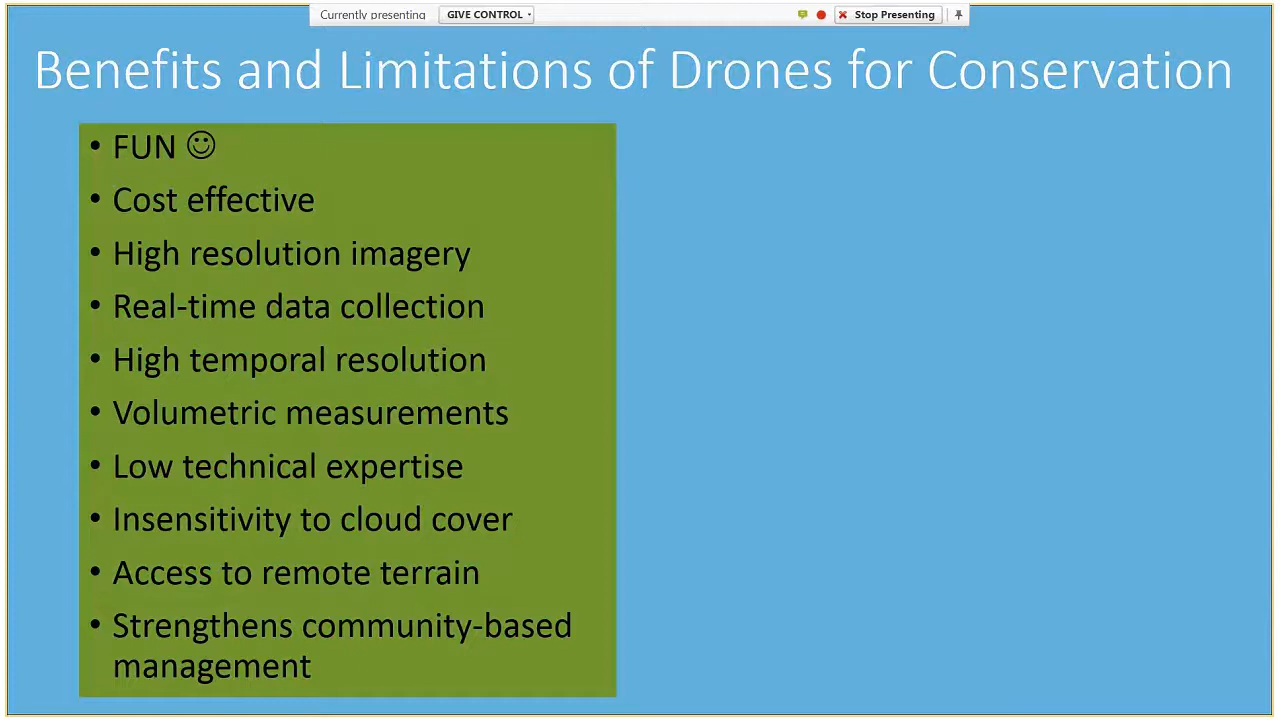 Currently presenting GIVE CONTROL Stop Presenting
Benefits and Limitations of Drones for Conservation
• FUN ☺
• Cost effective
• High resolution imagery
• Real-time data collection
• High temporal resolution
• Volumetric measurements
• Low technical expertise
• Insensitivity to cloud cover
• Access to remote terrain
• Strengthens community-based
management